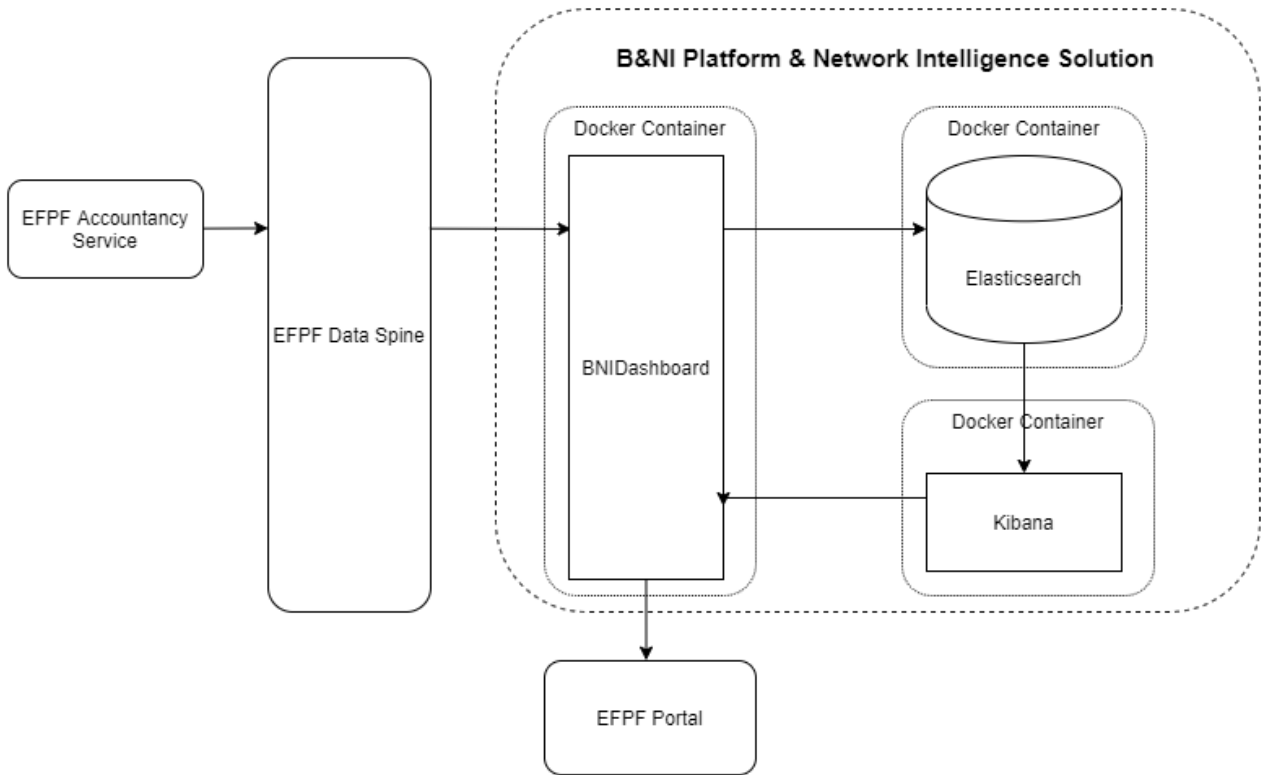 B&NI Platform & Network Intelligence Solution
Docker Container
Docker Container
EFPF Accountancy
Service
EFPF Data Spine
BNIDashboard
Elasticsearch
Docker Container
Kibana
EFPF Portal